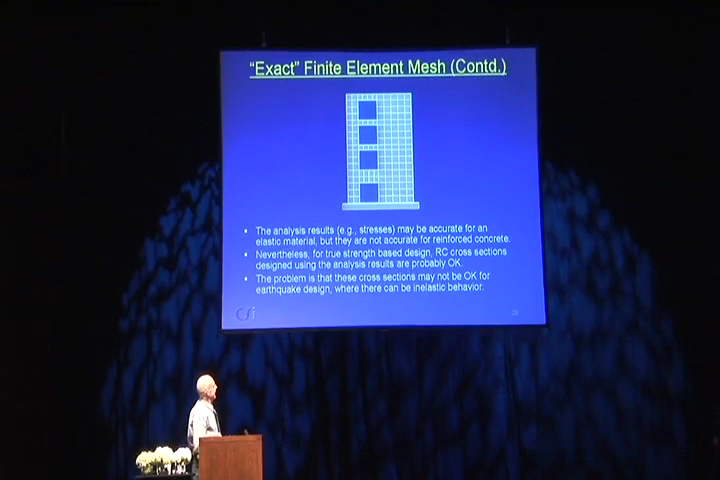 "Exact" Finite Element Mesh (Contd.)
• The analysis results (e.g., stresses) may be accurate for an
elastic material, but they are not accurate for reinforced concrete.
• Nevertheless, for true strength based design, RC cross sections
designed using the analysis results are probably OK.
• The problem is that these cross sections may not be OK for
earthquake design, where there can be inelastic behavior.
CSi